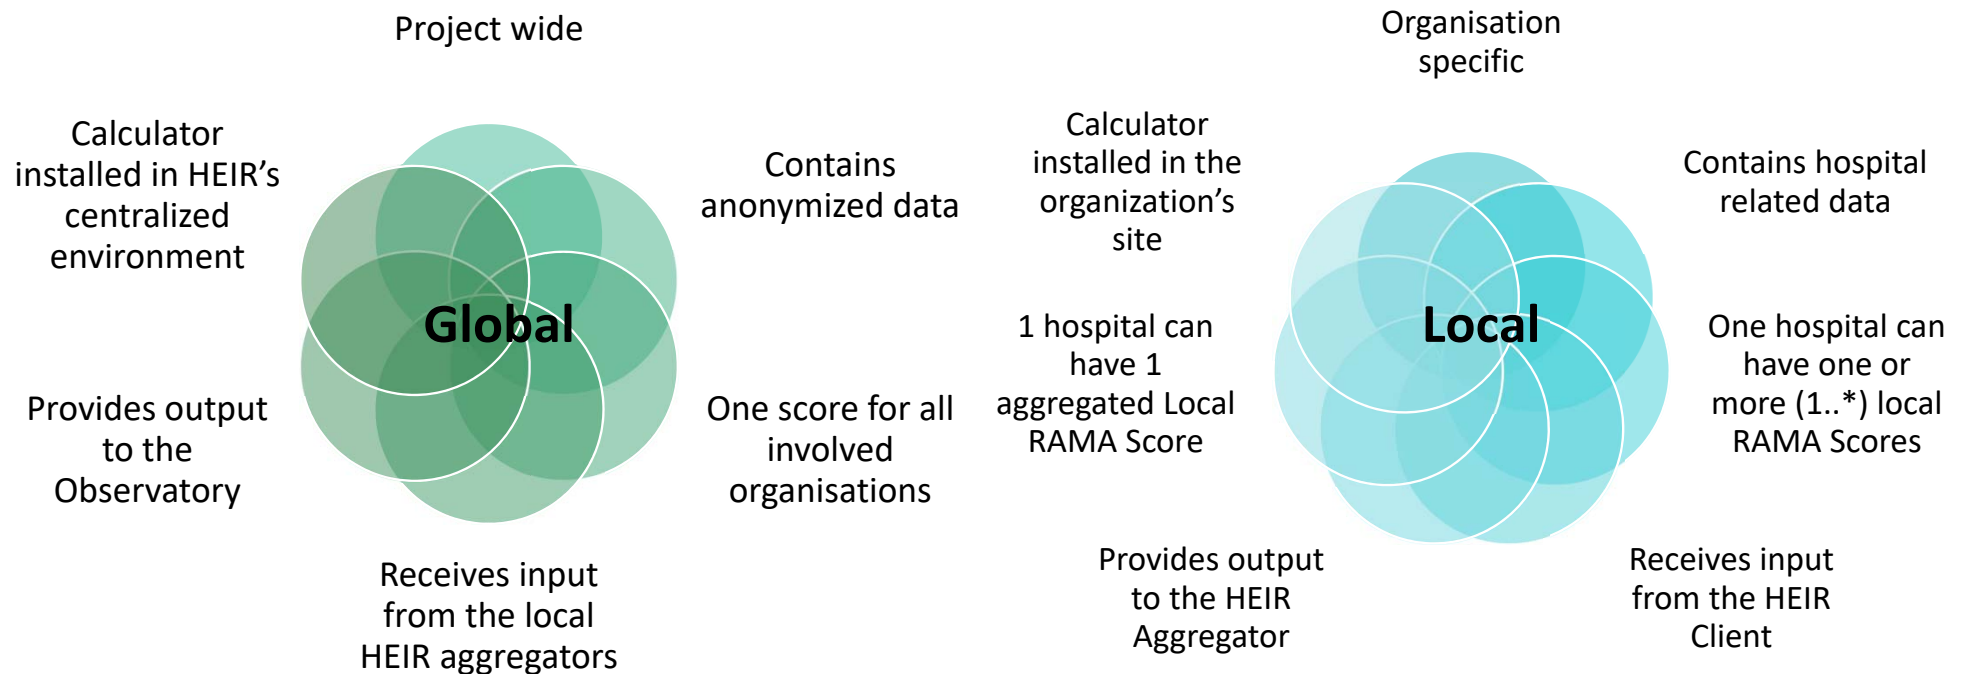 Project wide
Calculator
installed in HEIR’s
centralized
environment
Contains
anonymized data
Global
Provides output
to the
Observatory
One score for all
involved
organisations
Receives input
from the local
HEIR aggregators
Organisation
specific
Calculator
installed in the
organization’s
site
Contains hospital
related data
1 hospital can
have 1
aggregated Local
RAMA Score
Local
One hospital can
have one or
more (1..*) local
RAMA Scores
Provides output
to the HEIR
Aggregator
Receives input
from the HEIR
Client